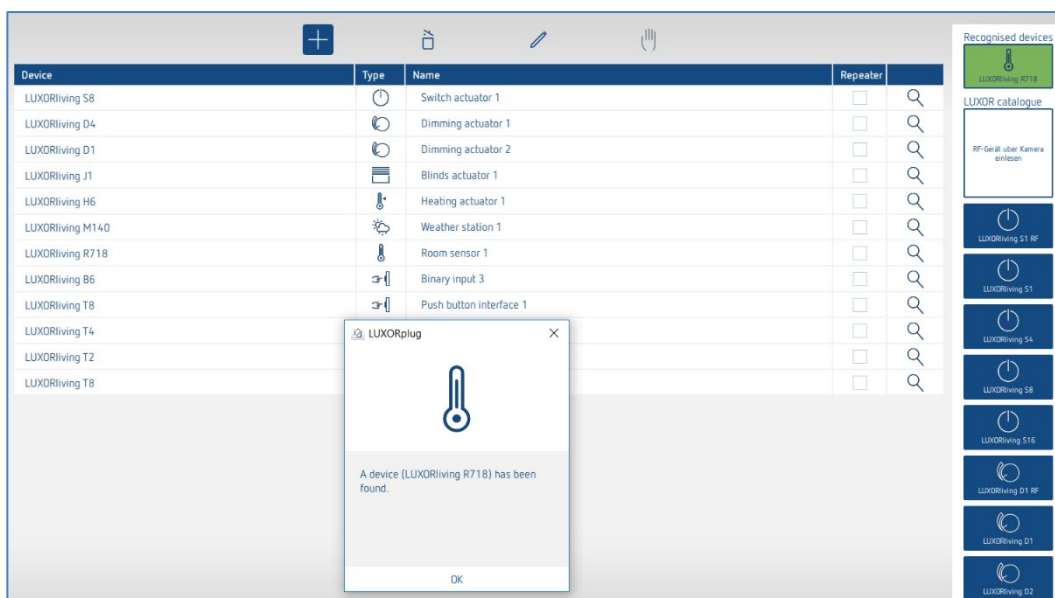 Recognised devices
LUXORliving R718
LUXOR catalogue
RF-Gerät uber Kamera
einlesen
LUXORliving S1 RF
LUXORliving S1
LUXORliving S4
LUXORliving S8
LUXORliving S16
LUXORliving D1 RF
LUXORliving D1
LUXORliving D2
Device Type Name Repeater
LUXORliving S8 Switch actuator 1
LUXORliving D4 Dimming actuator 1
LUXORliving D1 Dimming actuator 2
LUXORliving J1 Blinds actuator 1
LUXORliving H6 Heating actuator 1
LUXORliving M140 Weather station 1
LUXORliving R718 Room sensor 1
LUXORliving B6 Binary input 3
LUXORliving T8 Push button interface 1
LUXORliving T4
LUXORliving T2
LUXORliving T8
LUXORplug
A device (LUXORliving R718) has been
found.
OK